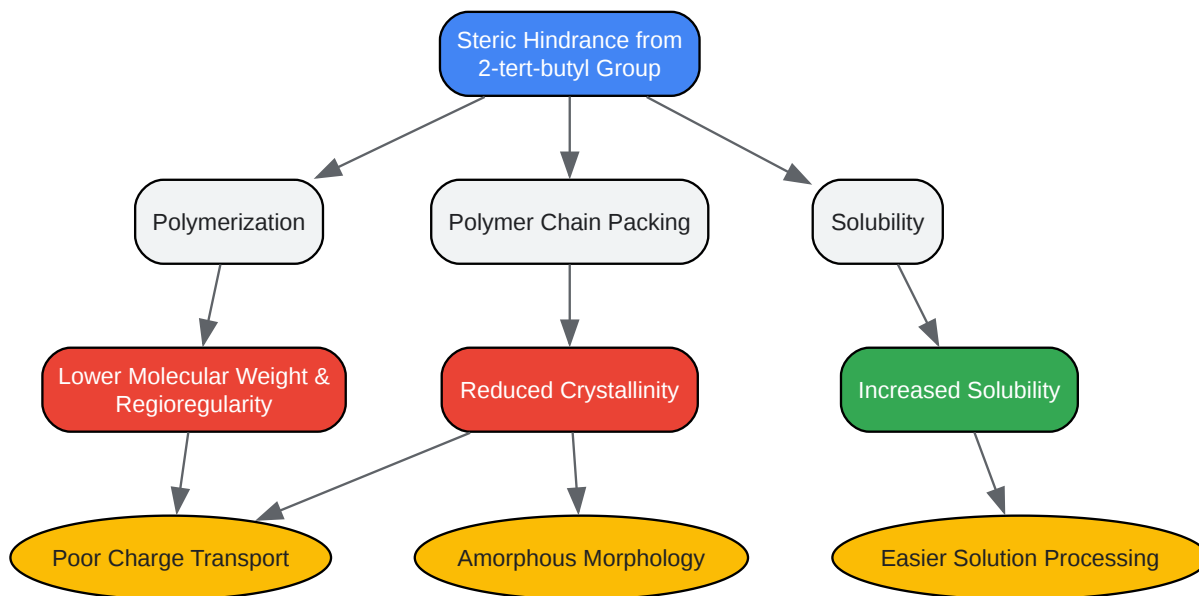 Steric Hindrance from
2-tert-butyl Group
Polymerization
Polymer Chain Packing
Solubility
Lower Molecular Weight &
Regioregularity
Reduced Crystallinity
Increased Solubility
Poor Charge Transport
Amorphous Morphology
Easier Solution Processing